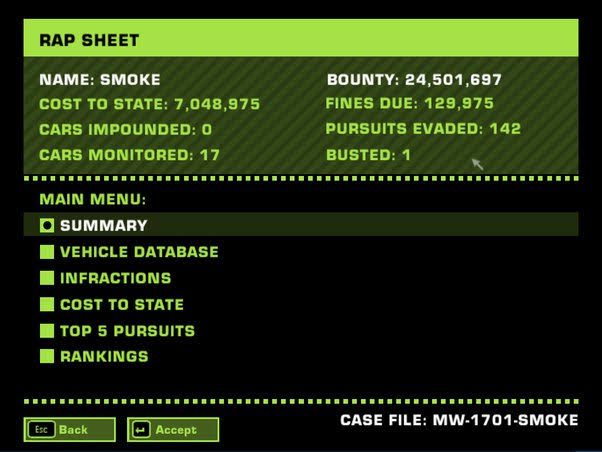 RAP SHEET
NAME: SMOKE
BOUNTY: 24,501,697
COST TO STATE: 7,048,975
FINES DUE: 129,975
CARS IMPOUNDED: 0
PURSUITS EVADED: 142
CARS MONITORED: 17
BUSTED: 1
MAIN MENU:
SUMMARY
VEHICLE DATABASE
INFRACTIONS
COST TO STATE
TOP 5 PURSUITS
RANKINGS
CASE FILE: MW-1701-SMOKE
Esc Back
↵ Accept